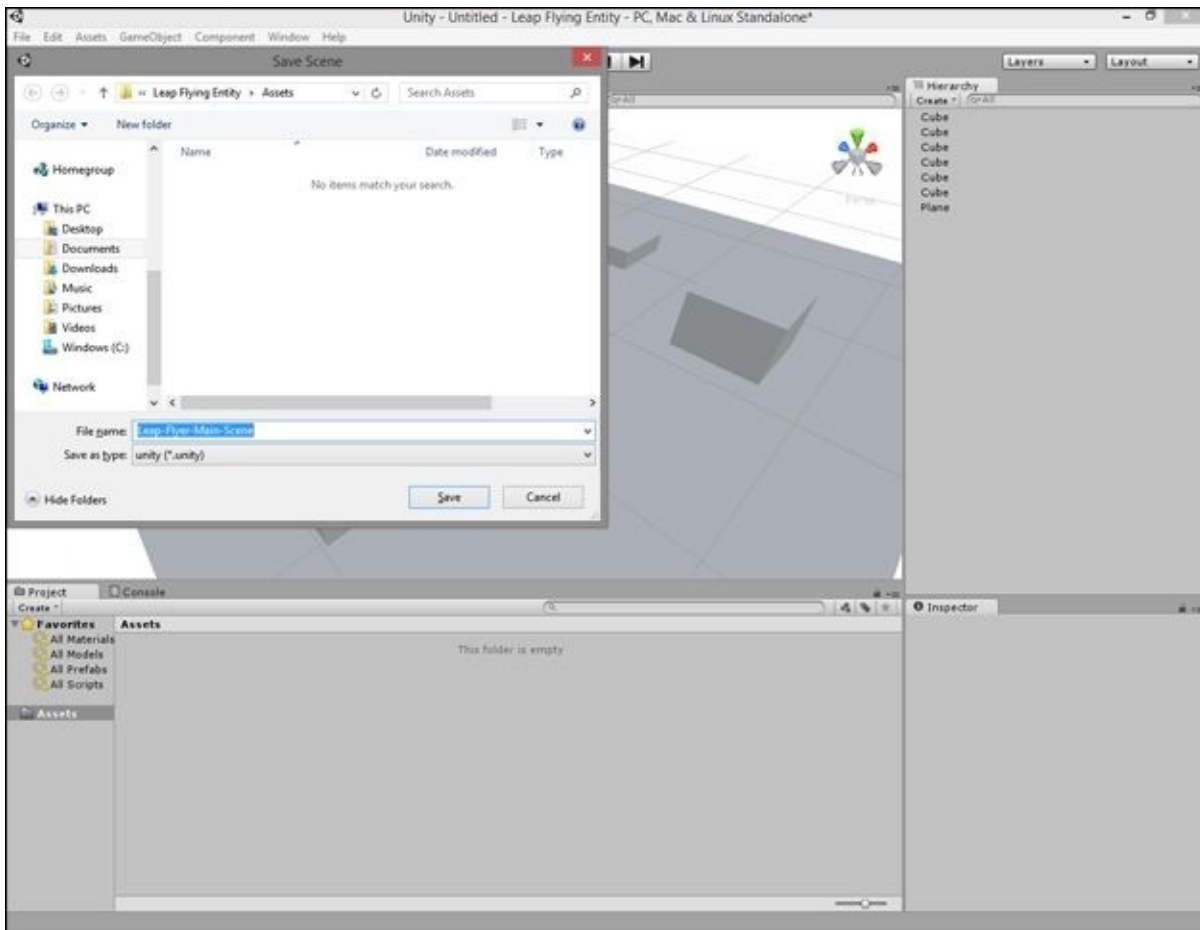 Unity - Untitled - Leap Flying Entity - PC, Mac & Linux Standalone*
File Edit Assets GameObject Component Window Help
Save Scene
Layers Layout
« Leap Flying Entity Assets Search Assets
Organize New folder
Name Date modified Type
No items match your search.
Homegroup
This PC
Desktop
Documents
Downloads
Music
Pictures
Videos
Windows (C:)
Network
File name: Leap-Flyer-Main-Scene
Save as type: unity (*.unity)
Hide Folders Save Cancel
Persp
Hierarchy
Create
Cube
Cube
Cube
Cube
Cube
Cube
Plane
Project Console
Create
Favorites
All Materials
All Models
All Prefabs
All Scripts
Assets
Assets
This folder is empty
Inspector